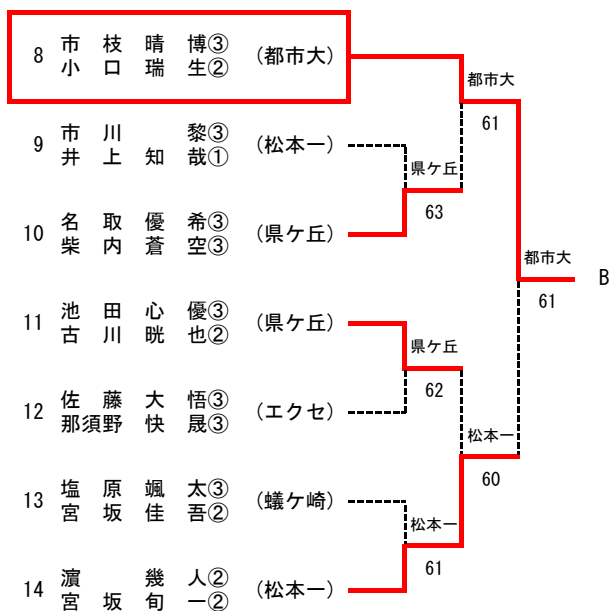 8 市枝晴博③ (都市大)
小口瑞生②
都市大
61
9 市川黎③ (松本一)
井上知哉①
県ケ丘
63
10 名取優希③ (県ケ丘)
柴内蒼空③
都市大
61
B
11 池田心優③ (県ケ丘)
古川晄也②
県ケ丘
62
12 佐藤大悟③ (エクセ)
那須野快晟③
松本一
60
13 塩原颯太③ (蟻ケ崎)
宮坂佳吾②
松本一
61
14 濵幾人② (松本一)
宮坂旬一②